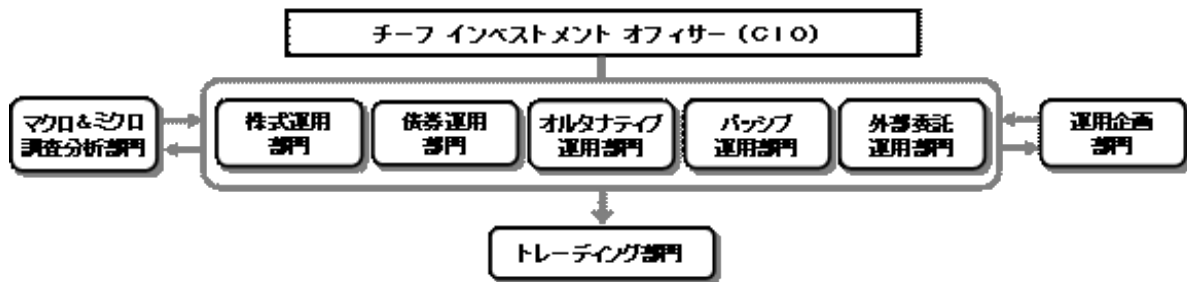 チーフ インベストメント オフィサー（CIO）
マクロ&ミクロ
調査分析部門
株式運用
部門
債券運用
部門
オルタナティブ
運用部門
パッシブ
運用部門
外部委託
運用部門
運用企画
部門
トレーディング部門